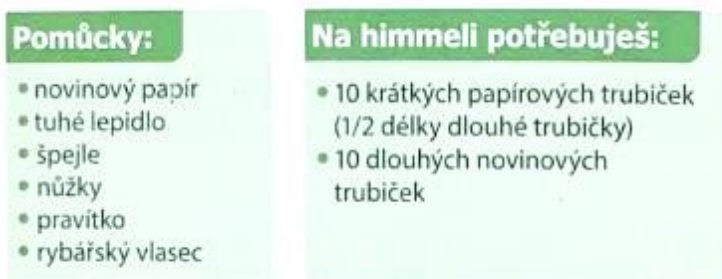 Pomůcky:
• novinový papír
• tuhé lepidlo
• špejle
• nůžky
• pravítko
• rybářský vlasec
Na himmeli potřebuješ:
• 10 krátkých papírových trubiček
(1/2 délky dlouhé trubičky)
• 10 dlouhých novinových
trubiček